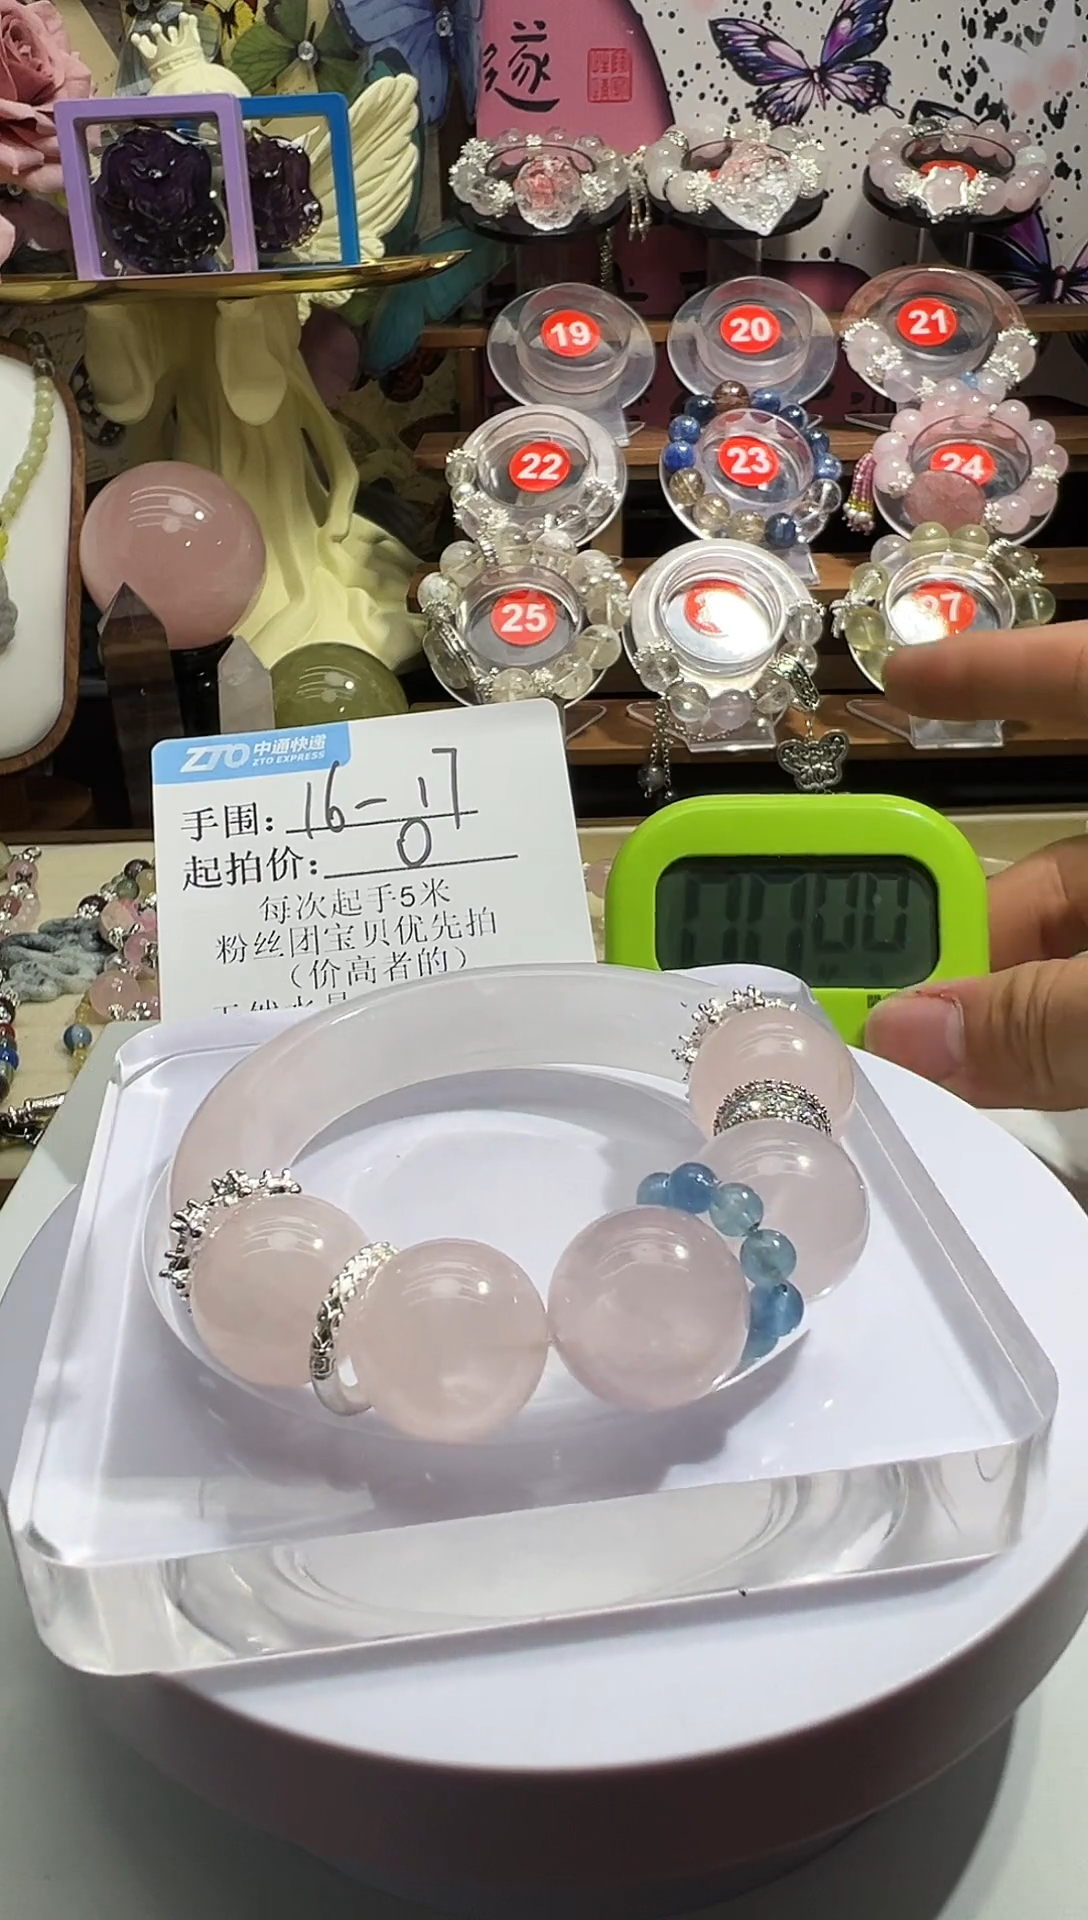 遂
19
20
21
22
23
24
25
27
ZTO 中通快递
ZTO EXPRESS
手围：16-17
起拍价：0
每次起手5米
粉丝团宝贝优先拍
（价高者的）